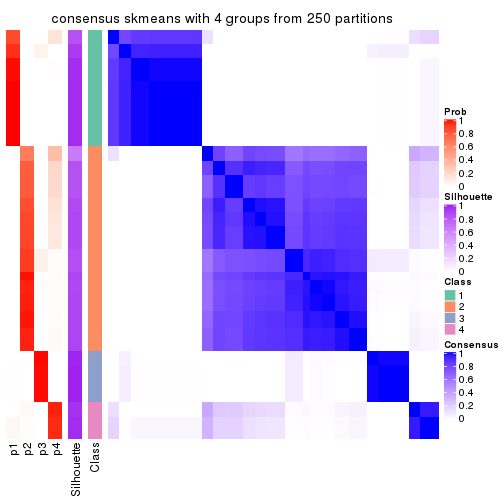 consensus skmeans with 4 groups from 250 partitions
p1
p2
p3
p4
Silhouette
Class
Prob
1
0.8
0.6
0.4
0.2
0
Silhouette
1
0.8
0.6
0.4
0.2
0
Class
1
2
3
4
Consensus
1
0.8
0.6
0.4
0.2
0